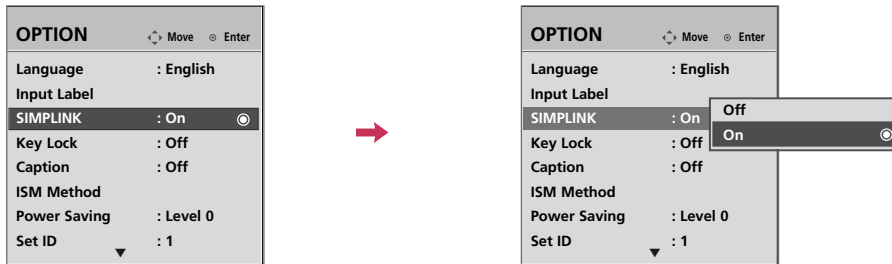 OPTION Move Enter
Language : English
Input Label
SIMPLINK : On
Key Lock : Off
Caption : Off
ISM Method
Power Saving : Level 0
Set ID : 1
OPTION Move Enter
Language : English
Input Label
SIMPLINK : On
Key Lock : Off
Caption : Off
ISM Method
Power Saving : Level 0
Set ID : 1
Off
On